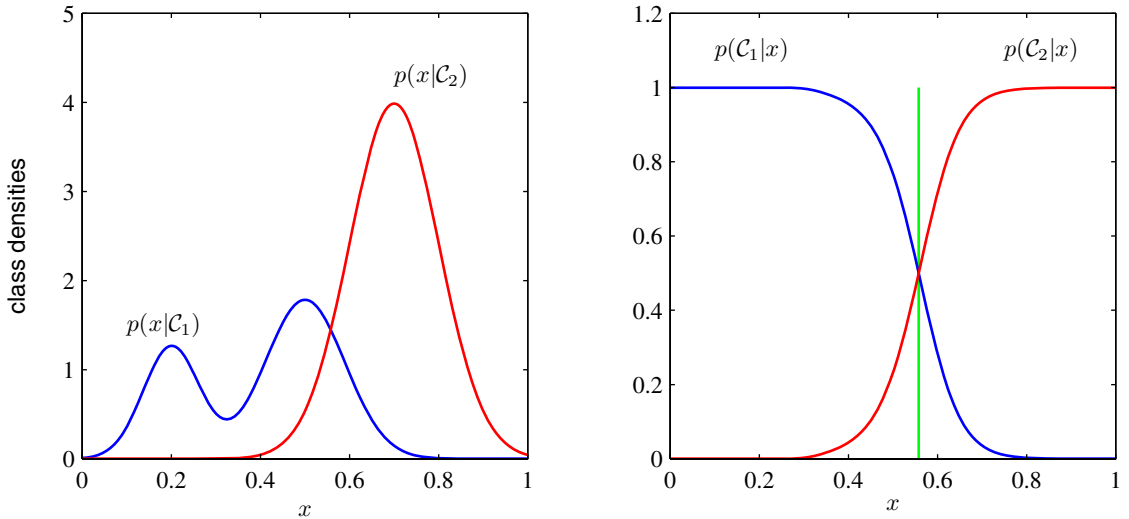 5
4
3
2
1
0
class densities
p(x|C₂)
p(x|C₁)
0 0.2 0.4 0.6 0.8 1
x
1.2
1
0.8
0.6
0.4
0.2
0
p(C₁|x) p(C₂|x)
0 0.2 0.4 0.6 0.8 1
x